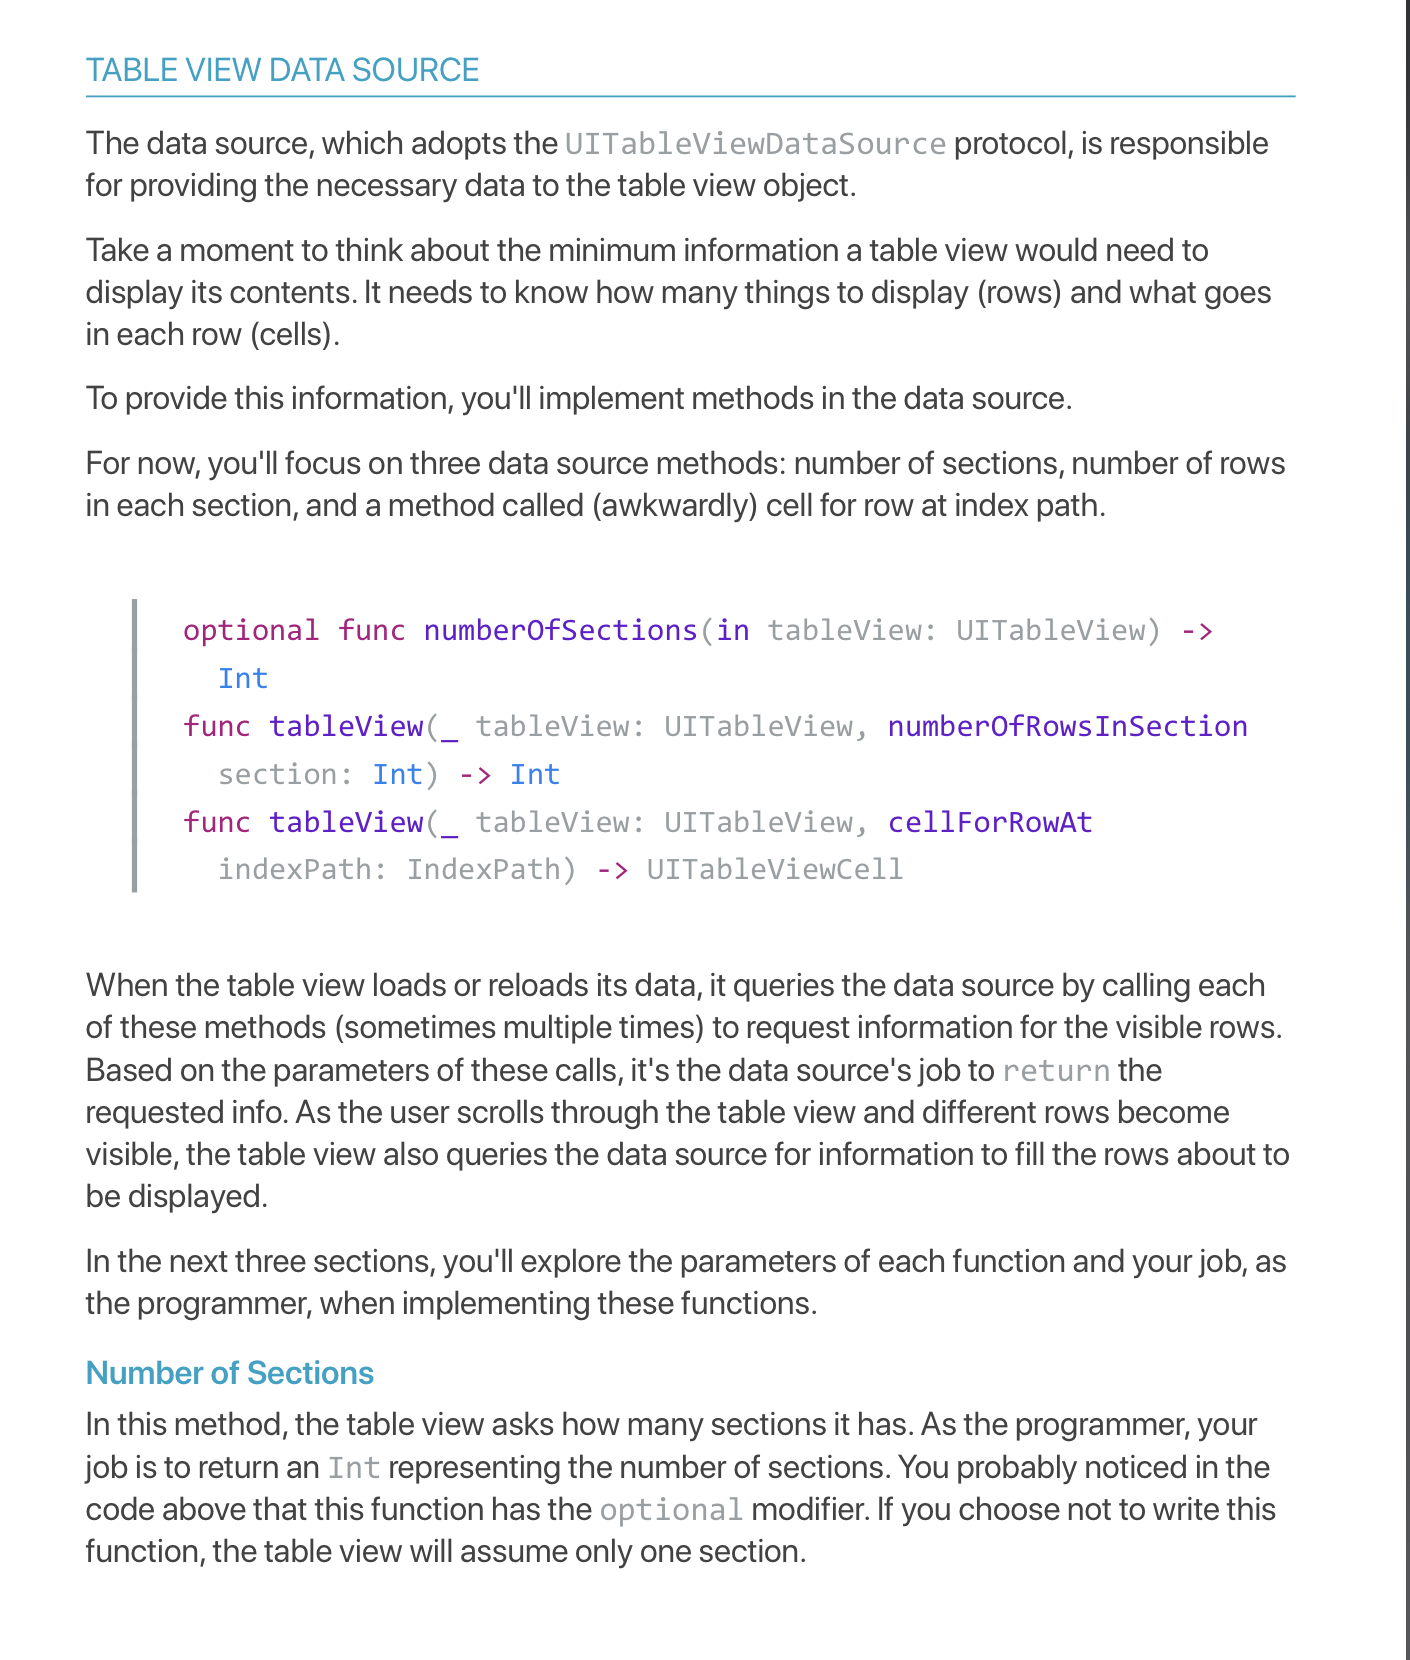 TABLE VIEW DATA SOURCE
The data source, which adopts the UITableViewDataSource protocol, is responsible
for providing the necessary data to the table view object.
Take a moment to think about the minimum information a table view would need to
display its contents. It needs to know how many things to display (rows) and what goes
in each row (cells).
To provide this information, you'll implement methods in the data source.
For now, you'll focus on three data source methods: number of sections, number of rows
in each section, and a method called (awkwardly) cell for row at index path.
optional func numberOfSections(in tableView: UITableView) ->
Int
func tableView(_ tableView: UITableView, numberOfRowsInSection
section: Int) -> Int
func tableView(_ tableView: UITableView, cellForRowAt
indexPath: IndexPath) -> UITableViewCell
When the table view loads or reloads its data, it queries the data source by calling each
of these methods (sometimes multiple times) to request information for the visible rows.
Based on the parameters of these calls, it's the data source's job to return the
requested info. As the user scrolls through the table view and different rows become
visible, the table view also queries the data source for information to fill the rows about to
be displayed.
In the next three sections, you'll explore the parameters of each function and your job, as
the programmer, when implementing these functions.
Number of Sections
In this method, the table view asks how many sections it has. As the programmer, your
job is to return an Int representing the number of sections. You probably noticed in the
code above that this function has the optional modifier. If you choose not to write this
function, the table view will assume only one section.